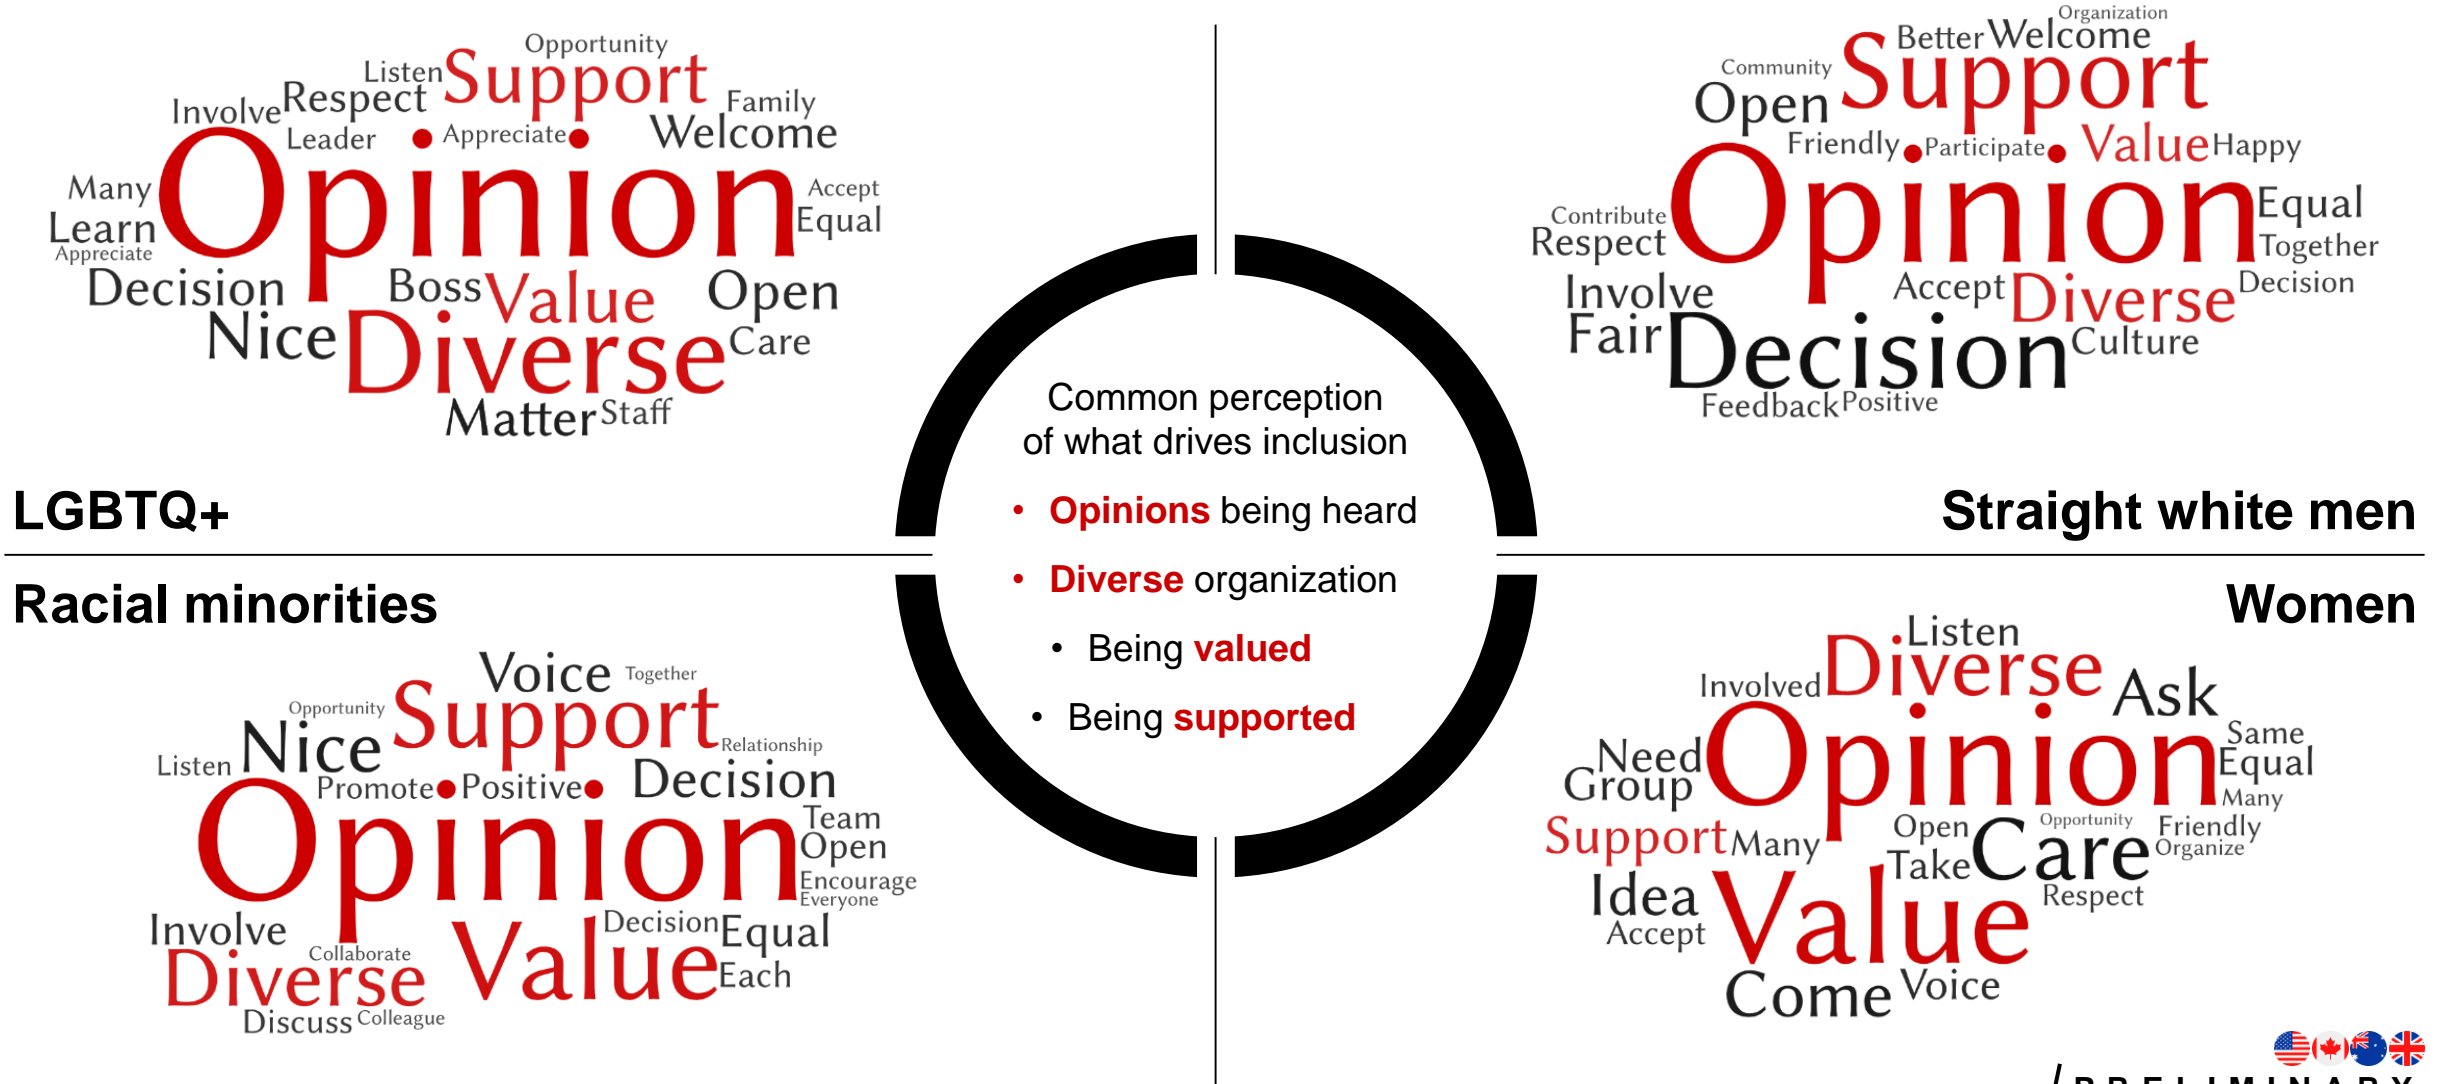 Opportunity
Listen Support
Involve Respect Family
Leader Appreciate Welcome
Many Opinion Accept
Learn Equal
Appreciate
Decision Boss Value Open
Nice Diverse Care
Matter Staff
LGBTQ+
Organization
Better Welcome
Community Support
Open
Friendly Participate Value Happy
Contribute Opinion Equal
Respect Together
Involve Accept Diverse Decision
Fair Decision Culture
Feedback Positive
Straight white men
Common perception
of what drives inclusion
• Opinions being heard
• Diverse organization
• Being valued
• Being supported
Racial minorities
Voice Together
Opportunity Support
Nice Relationship
Listen Decision
Promote Positive
Opinion Team
Open
Encourage
Everyone
Involve Decision Equal
Collaborate Value
Diverse Each
Discuss Colleague
Women
Listen
Involved Diverse Ask
Need Opinion Same
Group Equal
Many
Support Many Open Opportunity Friendly
Take Care Organize
Idea Value Respect
Accept
Come Voice
PRELIMINARY